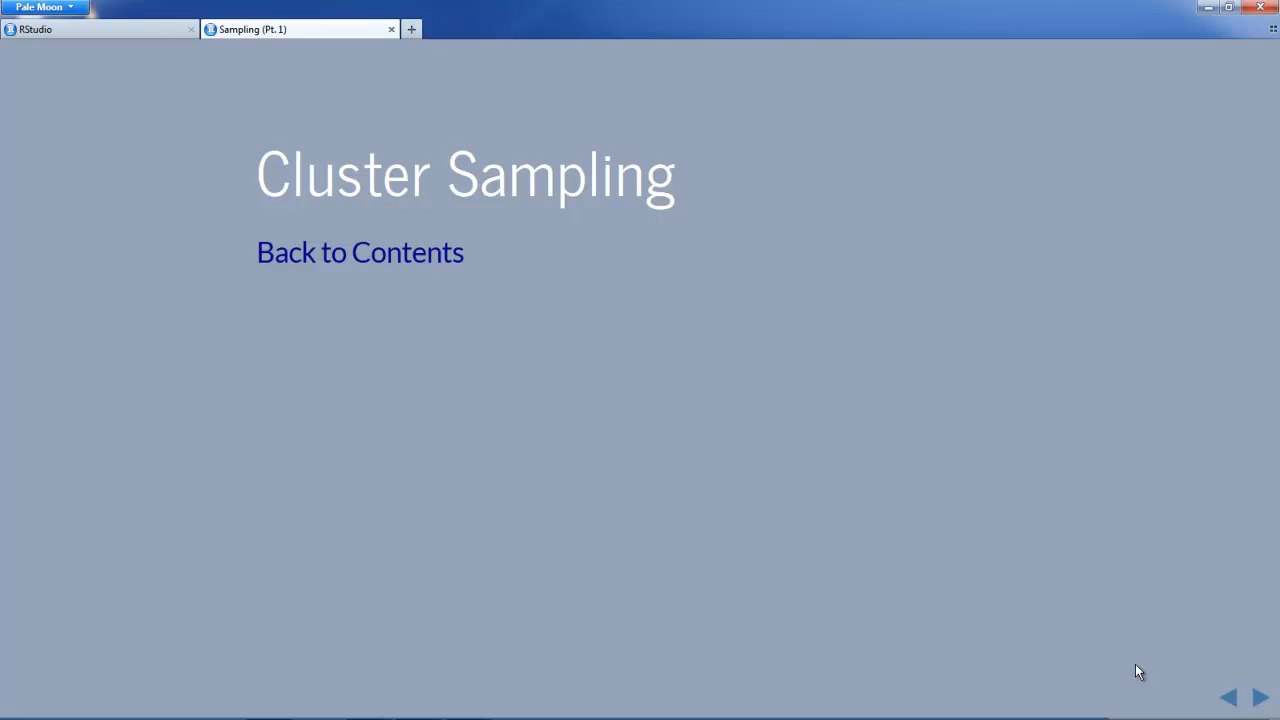 Pale Moon
RStudio
Sampling (Pt. 1)
Cluster Sampling
Back to Contents